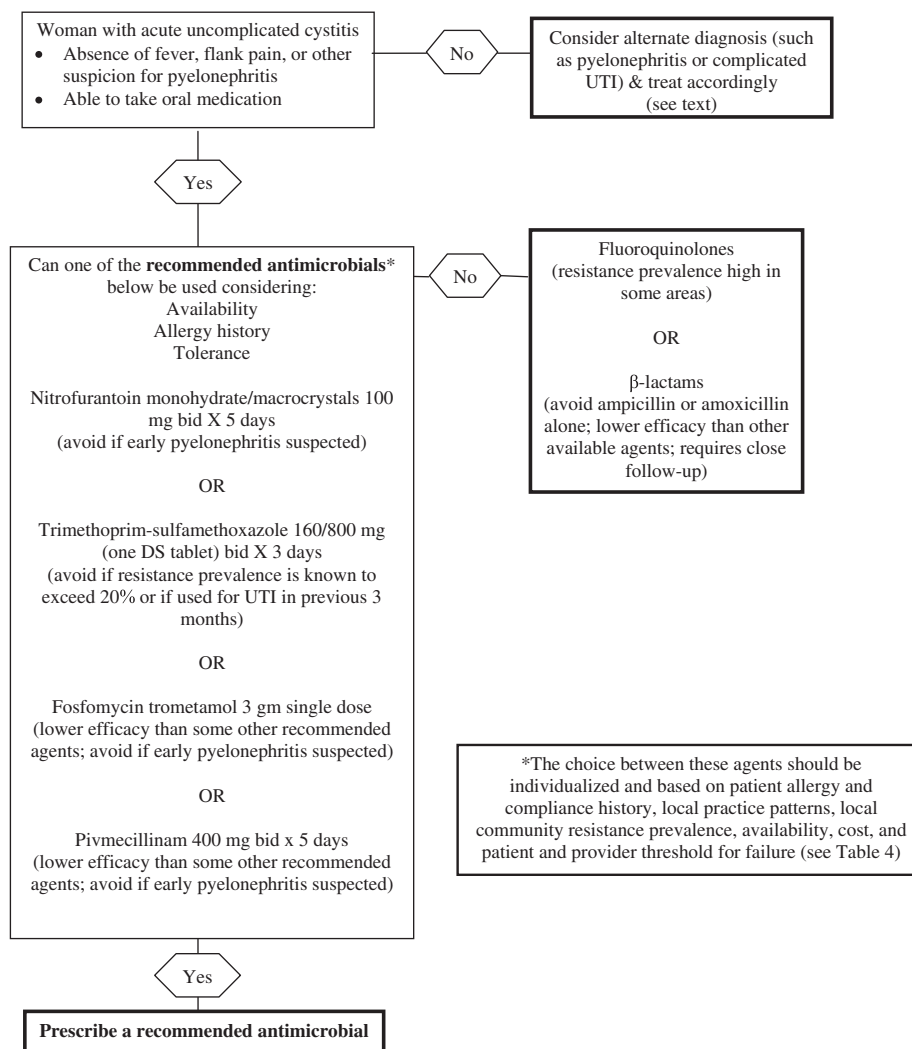 Woman with acute uncomplicated cystitis
• Absence of fever, flank pain, or other
suspicion for pyelonephritis
• Able to take oral medication
No
Consider alternate diagnosis (such
as pyelonephritis or complicated
UTI) & treat accordingly
(see text)
Yes
Can one of the recommended antimicrobials*
below be used considering:
Availability
Allergy history
Tolerance
Nitrofurantoin monohydrate/macrocrystals 100
mg bid X 5 days
(avoid if early pyelonephritis suspected)
OR
Trimethoprim-sulfamethoxazole 160/800 mg
(one DS tablet) bid X 3 days
(avoid if resistance prevalence is known to
exceed 20% or if used for UTI in previous 3
months)
OR
Fosfomycin trometamol 3 gm single dose
(lower efficacy than some other recommended
agents; avoid if early pyelonephritis suspected)
OR
Pivmecillinam 400 mg bid x 5 days
(lower efficacy than some other recommended
agents; avoid if early pyelonephritis suspected)
No
Fluoroquinolones
(resistance prevalence high in
some areas)
OR
β-lactams
(avoid ampicillin or amoxicillin
alone; lower efficacy than other
available agents; requires close
follow-up)
*The choice between these agents should be
individualized and based on patient allergy and
compliance history, local practice patterns, local
community resistance prevalence, availability, cost, and
patient and provider threshold for failure (see Table 4)
Yes
Prescribe a recommended antimicrobial